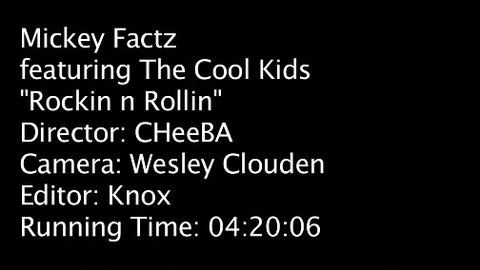 Mickey Factz
featuring The Cool Kids
"Rockin n Rollin"
Director: CHeeBA
Camera: Wesley Clouden
Editor: Knox
Running Time: 04:20:06